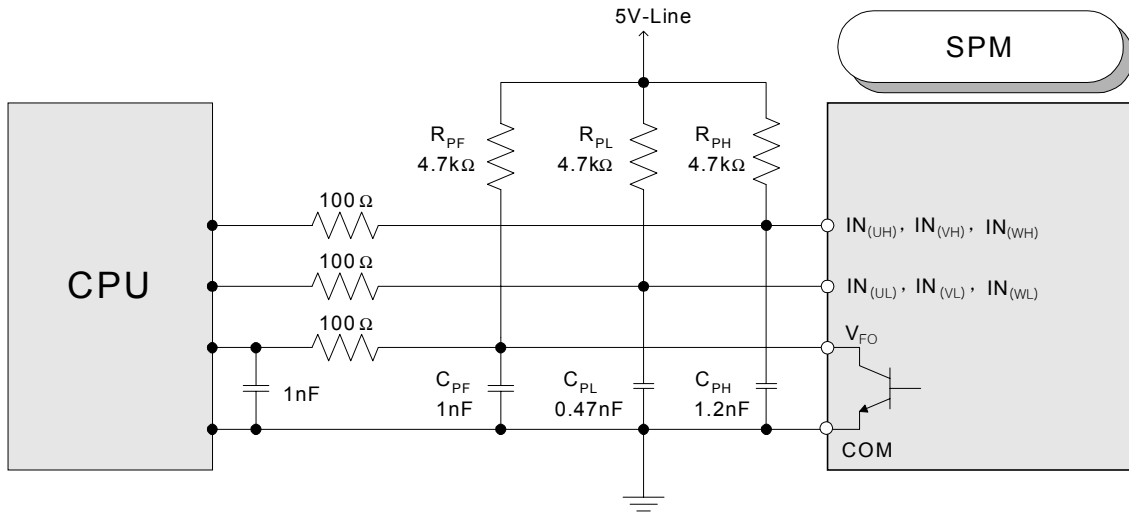 5V-Line
SPM
R_PF
4.7kΩ
R_PL
4.7kΩ
R_PH
4.7kΩ
100 Ω
IN(UH), IN(VH), IN(WH)
CPU
100 Ω
IN(UL), IN(VL), IN(WL)
100 Ω
V_FO
1nF
C_PF
1nF
C_PL
0.47nF
C_PH
1.2nF
COM